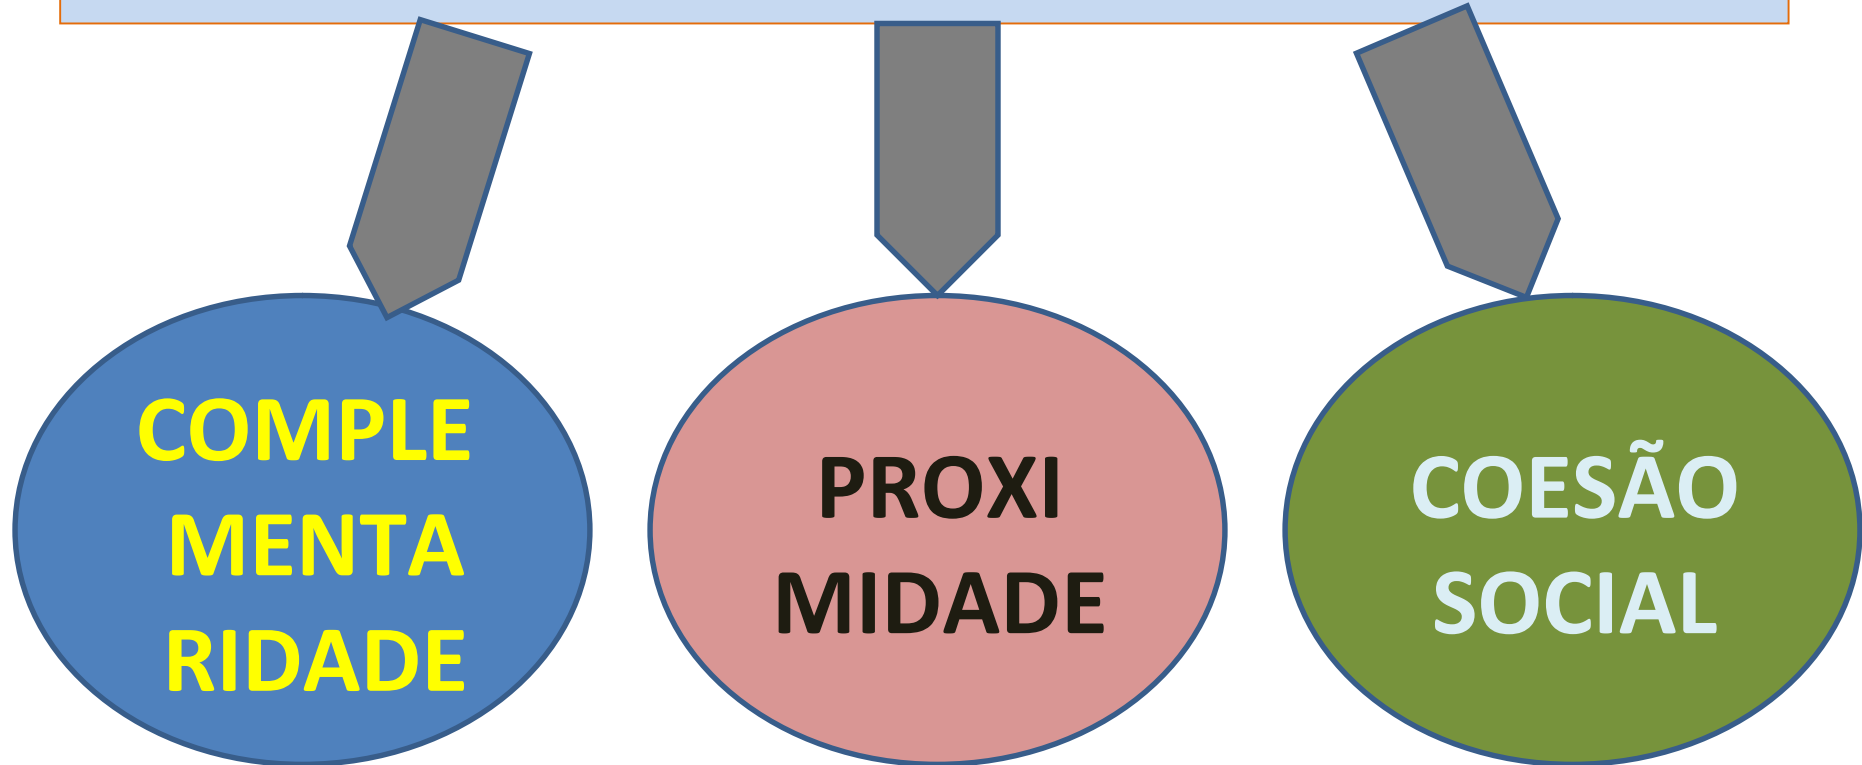 COMPLE
MENTA
RIDADE
PROXI
MIDADE
COESÃO
SOCIAL